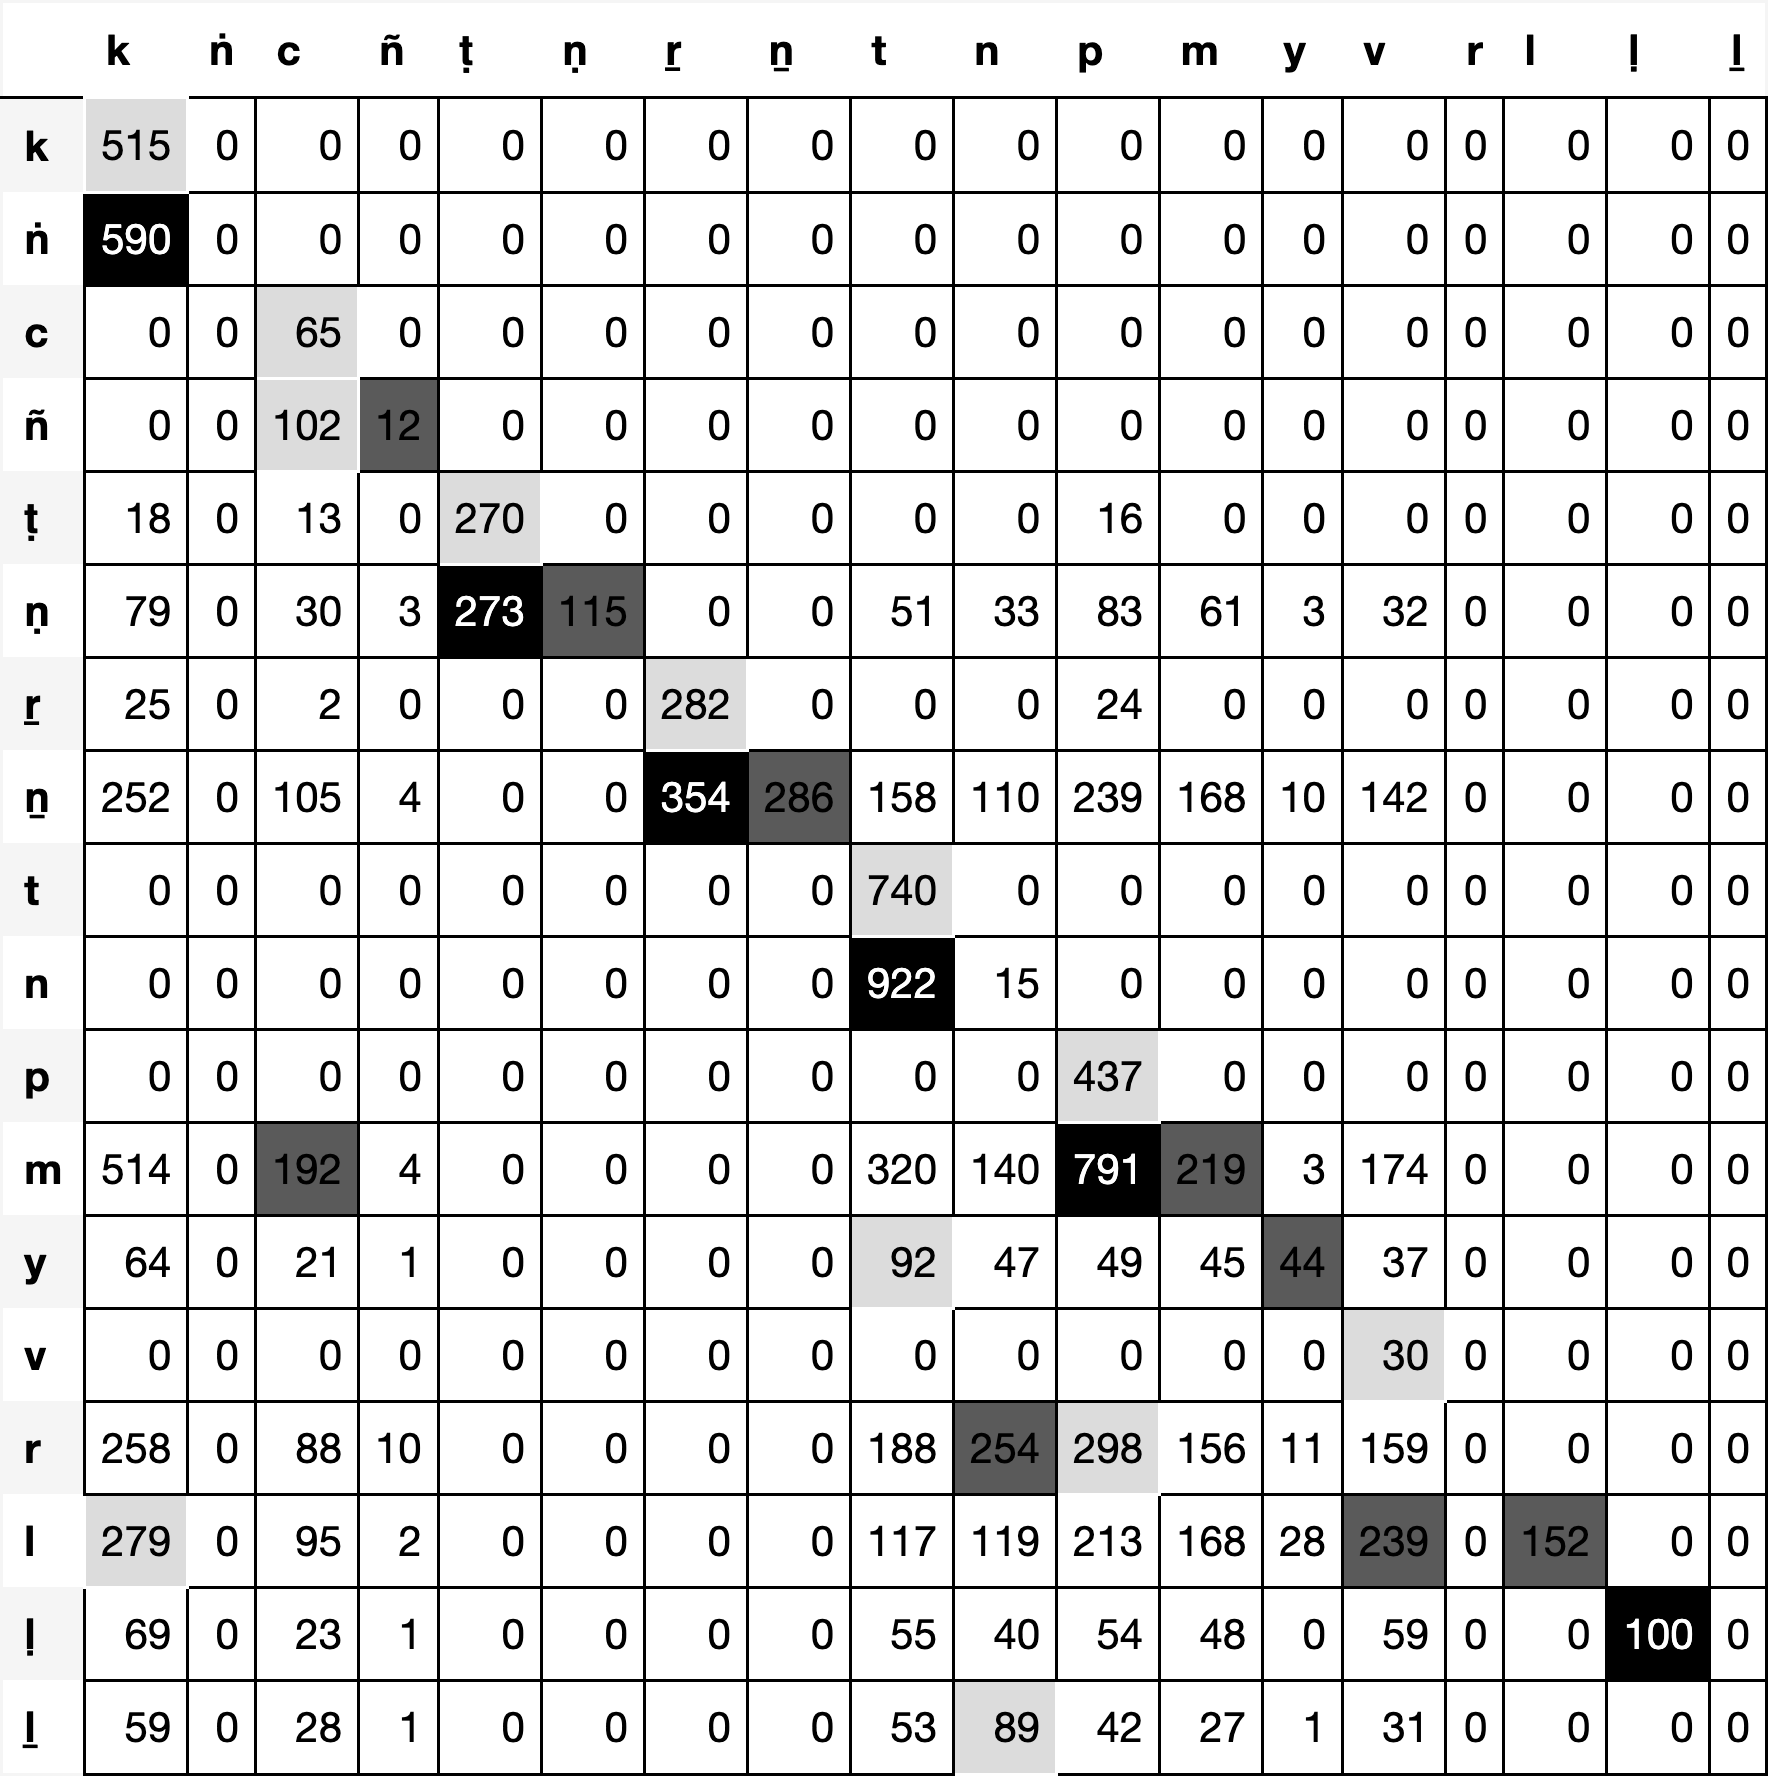 k ṅ c ñ ṭ ṇ ṟ ṉ t n p m y v r l ḷ ḻ
k 515 0 0 0 0 0 0 0 0 0 0 0 0 0 0 0 0 0
ṅ 590 0 0 0 0 0 0 0 0 0 0 0 0 0 0 0 0 0
c 0 0 65 0 0 0 0 0 0 0 0 0 0 0 0 0 0 0
ñ 0 0 102 12 0 0 0 0 0 0 0 0 0 0 0 0 0 0
ṭ 18 0 13 0 270 0 0 0 0 0 16 0 0 0 0 0 0 0
ṇ 79 0 30 3 273 115 0 0 51 33 83 61 3 32 0 0 0 0
ṟ 25 0 2 0 0 0 282 0 0 0 24 0 0 0 0 0 0 0
ṉ 252 0 105 4 0 0 354 286 158 110 239 168 10 142 0 0 0 0
t 0 0 0 0 0 0 0 0 740 0 0 0 0 0 0 0 0 0
n 0 0 0 0 0 0 0 0 922 15 0 0 0 0 0 0 0 0
p 0 0 0 0 0 0 0 0 0 0 437 0 0 0 0 0 0 0
m 514 0 192 4 0 0 0 0 320 140 791 219 3 174 0 0 0 0
y 64 0 21 1 0 0 0 0 92 47 49 45 44 37 0 0 0 0
v 0 0 0 0 0 0 0 0 0 0 0 0 0 30 0 0 0 0
r 258 0 88 10 0 0 0 0 188 254 298 156 11 159 0 0 0 0
l 279 0 95 2 0 0 0 0 117 119 213 168 28 239 0 152 0 0
ḷ 69 0 23 1 0 0 0 0 55 40 54 48 0 59 0 0 100 0
ḻ 59 0 28 1 0 0 0 0 53 89 42 27 1 31 0 0 0 0